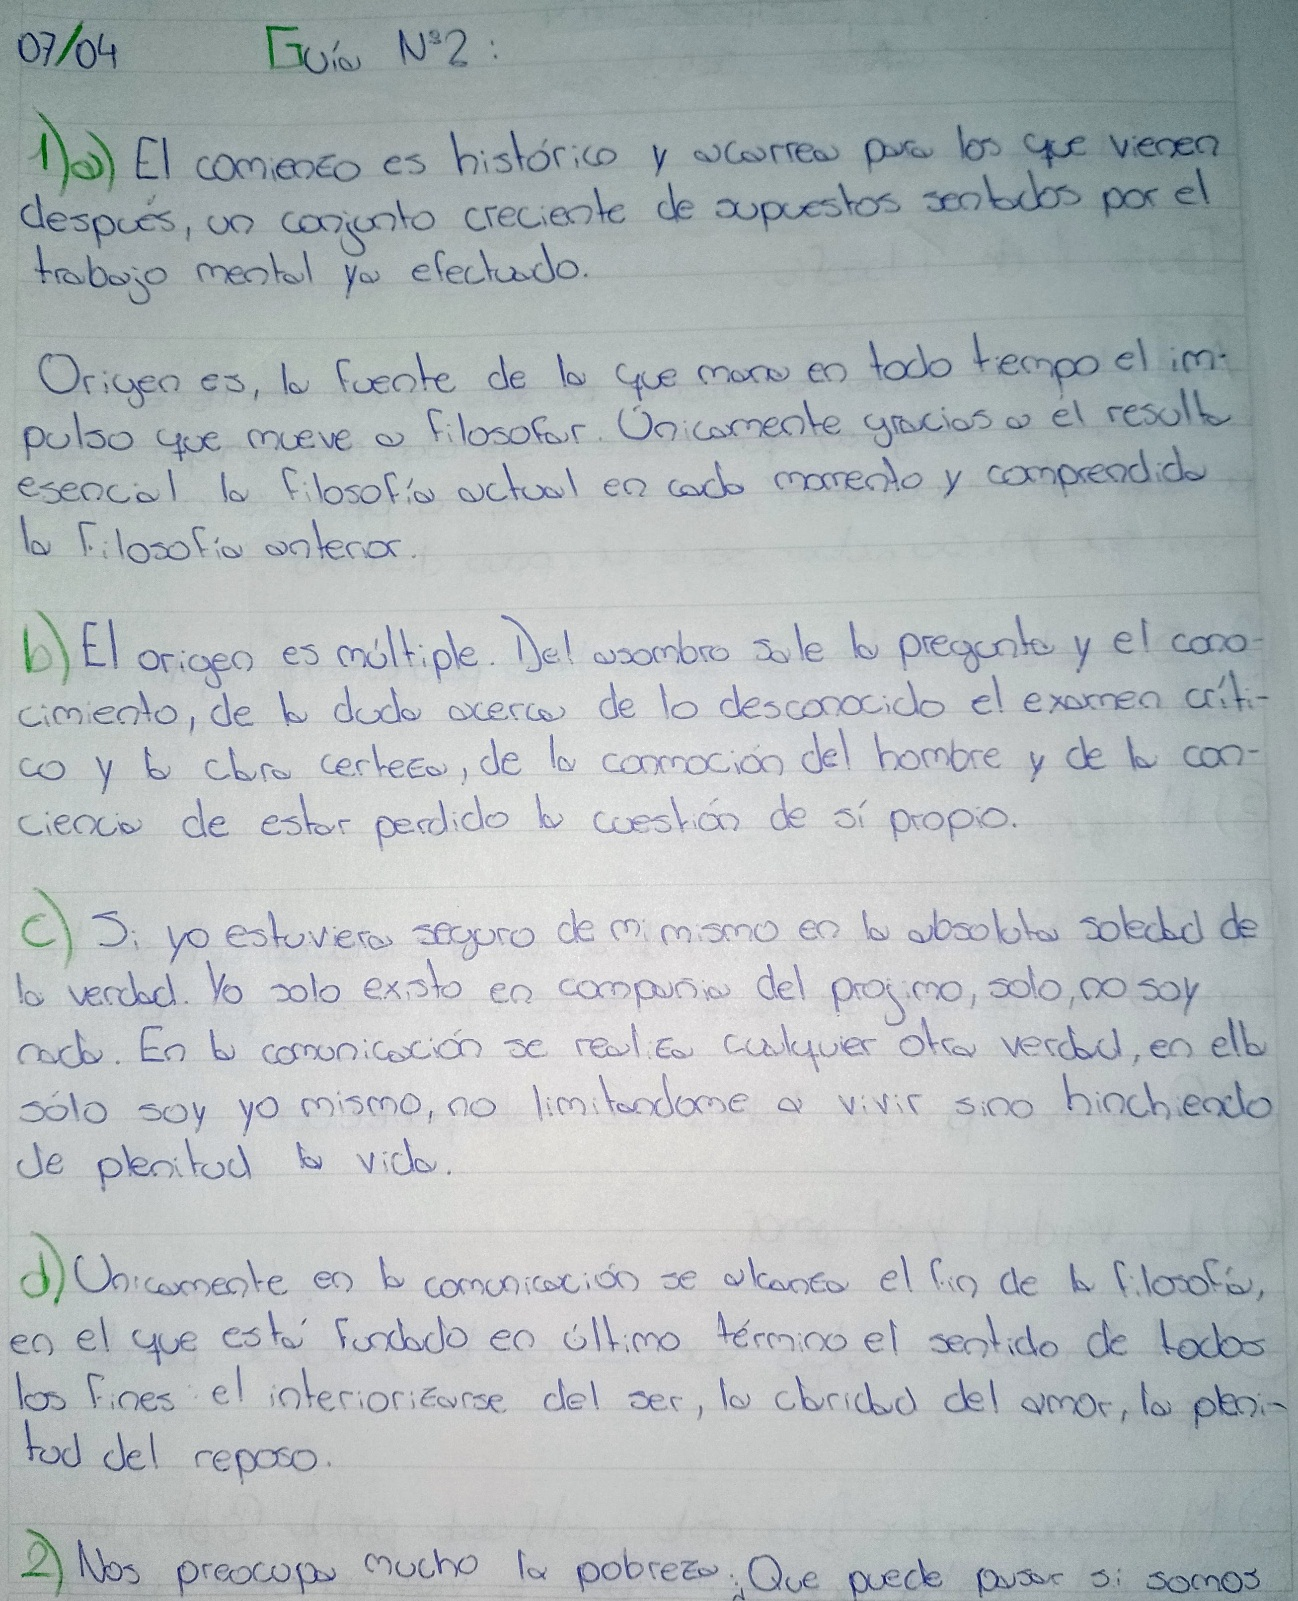 07/04 Guía N°2:
1)a) El comienzo es histórico y acarrea para los que vienen
después, un conjunto creciente de supuestos sentados por el
trabajo mental ya efectuado.
Origen es, la fuente de la que mana en todo tiempo el im-
pulso que mueve a filosofar. Únicamente gracias a él resulta
esencial la filosofía actual en cada momento y comprendida
la Filosofía anterior.
b) El origen es múltiple. Del asombro sale la pregunta y el cono-
cimiento, de la duda acerca de lo desconocido el examen críti-
co y la clara certeza, de la conmoción del hombre y de la con-
ciencia de estar perdido la cuestión de sí propio.
c) Si yo estuviera seguro de mi mismo en la absoluta soledad de
la verdad. Yo solo existo en compania del projimo, solo, no soy
nada. En la comunicación se realiza cualquier otra verdad, en ella
sólo soy yo mismo, no limitandome a vivir sino hinchiendo
de plenitud la vida.
d) Unicamente en la comunicación se alcanza el fin de la filosofía,
en el que está fundado en último término el sentido de todos
los fines: el interiorizarse del ser, la claridad del amor, la pleni-
tud del reposo.
2) Nos preocupa mucho la pobreza ¿Que puede pasar si somos